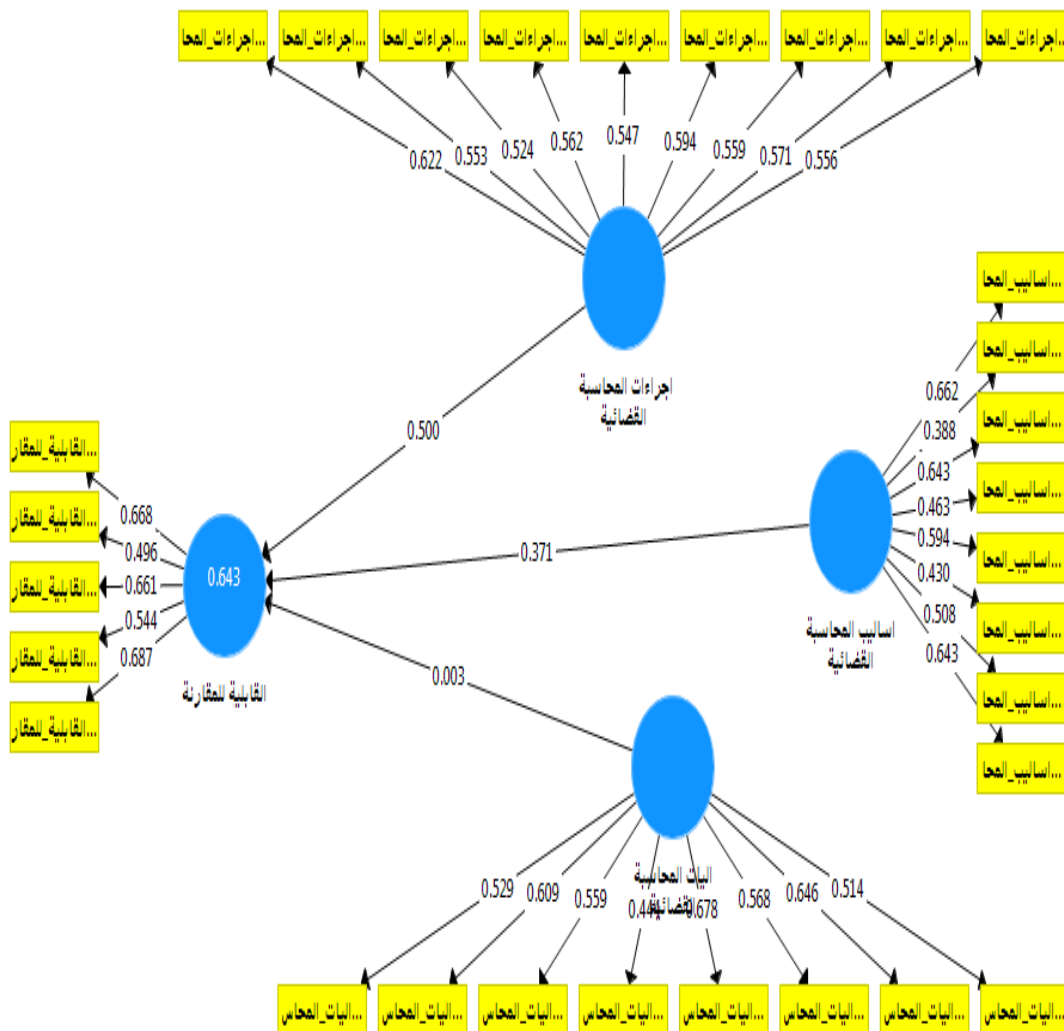 اجراءات_المحا...
اجراءات_المحا...
اجراءات_المحا...
اجراءات_المحا...
اجراءات_المحا...
اجراءات_المحا...
اجراءات_المحا...
اجراءات_المحا...
اجراءات_المحا...
0.622
0.553
0.524
0.562
0.547
0.594
0.559
0.571
0.556
اجراءات المحاسبة
القضائية
0.500
اساليب_المحا...
اساليب_المحا...
اساليب_المحا...
اساليب_المحا...
اساليب_المحا...
اساليب_المحا...
اساليب_المحا...
اساليب_المحا...
0.662
0.388
0.643
0.463
0.594
0.430
0.508
0.643
اساليب المحاسبة
القضائية
0.371
القابلية_للمقار...
القابلية_للمقار...
القابلية_للمقار...
القابلية_للمقار...
القابلية_للمقار...
0.668
0.496
0.661
0.544
0.687
0.643
القابلية للمقارنة
0.003
اليات المحاسبة
القضائية
0.529
0.609
0.559
0.678
0.568
0.646
0.514
اليات_المحاس...
اليات_المحاس...
اليات_المحاس...
اليات_المحاس...
اليات_المحاس...
اليات_المحاس...
اليات_المحاس...
اليات_المحاس...